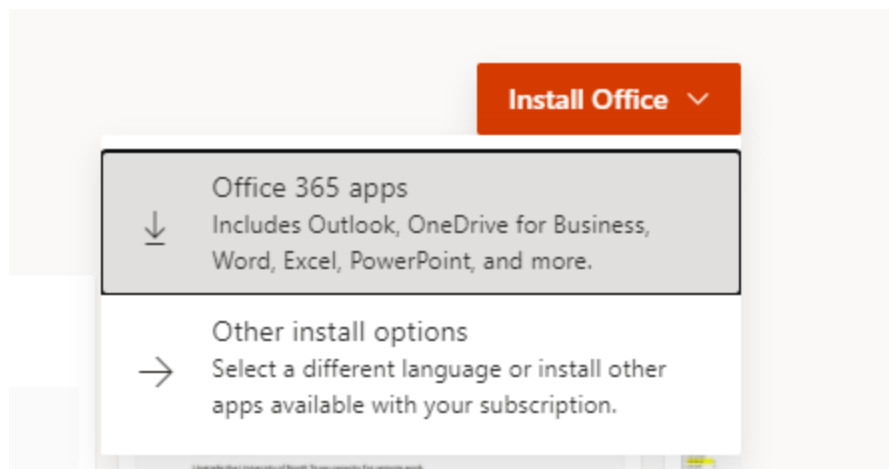 Install Office
Office 365 apps
Includes Outlook, OneDrive for Business,
Word, Excel, PowerPoint, and more.
Other install options
Select a different language or install other
apps available with your subscription.